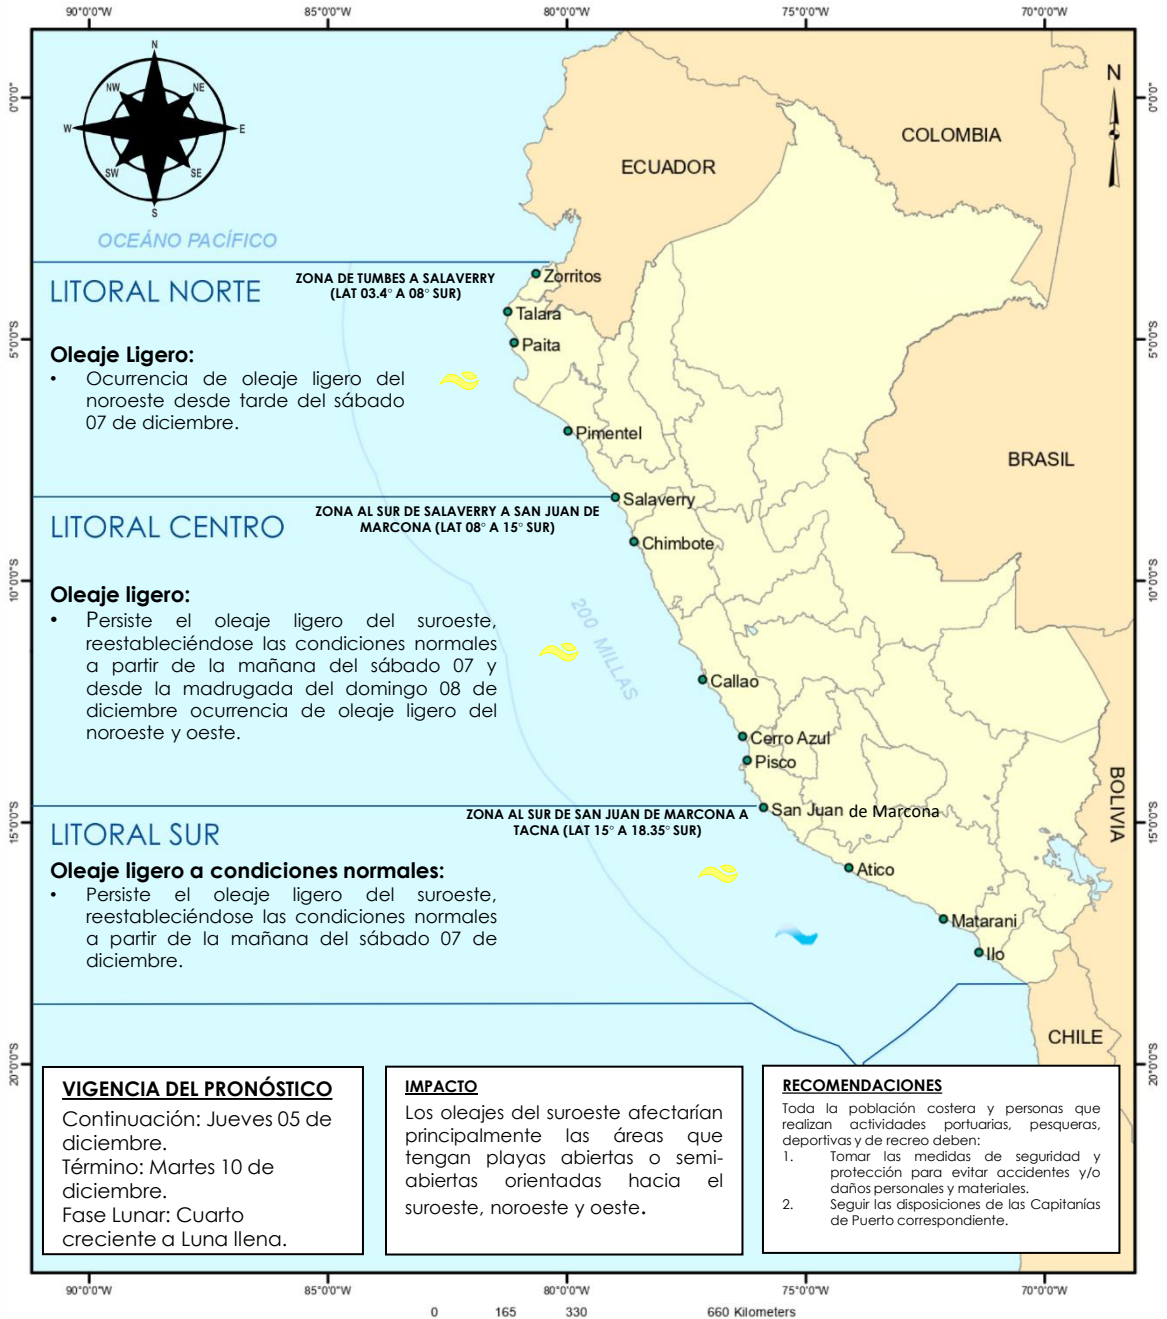 90°0'0"W 85°0'0"W 80°0'0"W 75°0'0"W 70°0'0"W
N
NW NE
W E
SW SE
S
N
0°0'0" 0°0'0"
COLOMBIA
ECUADOR
OCEÁNO PACÍFICO
LITORAL NORTE
ZONA DE TUMBES A SALAVERRY
(LAT 03.4° A 08° SUR)
Zorritos
Talara
Paita
5°0'0"S 5°0'0"S
Oleaje Ligero:
• Ocurrencia de oleaje ligero del
noroeste desde tarde del sábado
07 de diciembre.
Pimentel
BRASIL
Salaverry
LITORAL CENTRO
ZONA AL SUR DE SALAVERRY A SAN JUAN DE
MARCONA (LAT 08° A 15° SUR)
Chimbote
10°0'0"S 10°0'0"S
Oleaje ligero:
• Persiste el oleaje ligero del suroeste,
reestableciéndose las condiciones normales
a partir de la mañana del sábado 07 y
desde la madrugada del domingo 08 de
diciembre ocurrencia de oleaje ligero del
noroeste y oeste.
200 MILLAS
Callao
Cerro Azul
Pisco
BOLIVIA
San Juan de Marcona
15°0'0"S 15°0'0"S
LITORAL SUR
ZONA AL SUR DE SAN JUAN DE MARCONA A
TACNA (LAT 15° A 18.35° SUR)
Oleaje ligero a condiciones normales:
• Persiste el oleaje ligero del suroeste,
reestableciéndose las condiciones normales
a partir de la mañana del sábado 07 de
diciembre.
Atico
Matarani
Ilo
CHILE
20°0'0"S 20°0'0"S
VIGENCIA DEL PRONÓSTICO
Continuación: Jueves 05 de
diciembre.
Término: Martes 10 de
diciembre.
Fase Lunar: Cuarto
creciente a Luna llena.
IMPACTO
Los oleajes del suroeste afectarían
principalmente las áreas que
tengan playas abiertas o semi-
abiertas orientadas hacia el
suroeste, noroeste y oeste.
RECOMENDACIONES
Toda la población costera y personas que
realizan actividades portuarias, pesqueras,
deportivas y de recreo deben:
1. Tomar las medidas de seguridad y
protección para evitar accidentes y/o
daños personales y materiales.
2. Seguir las disposiciones de las Capitanías
de Puerto correspondiente.
90°0'0"W 85°0'0"W 80°0'0"W 75°0'0"W 70°0'0"W
0 165 330 660 Kilometers